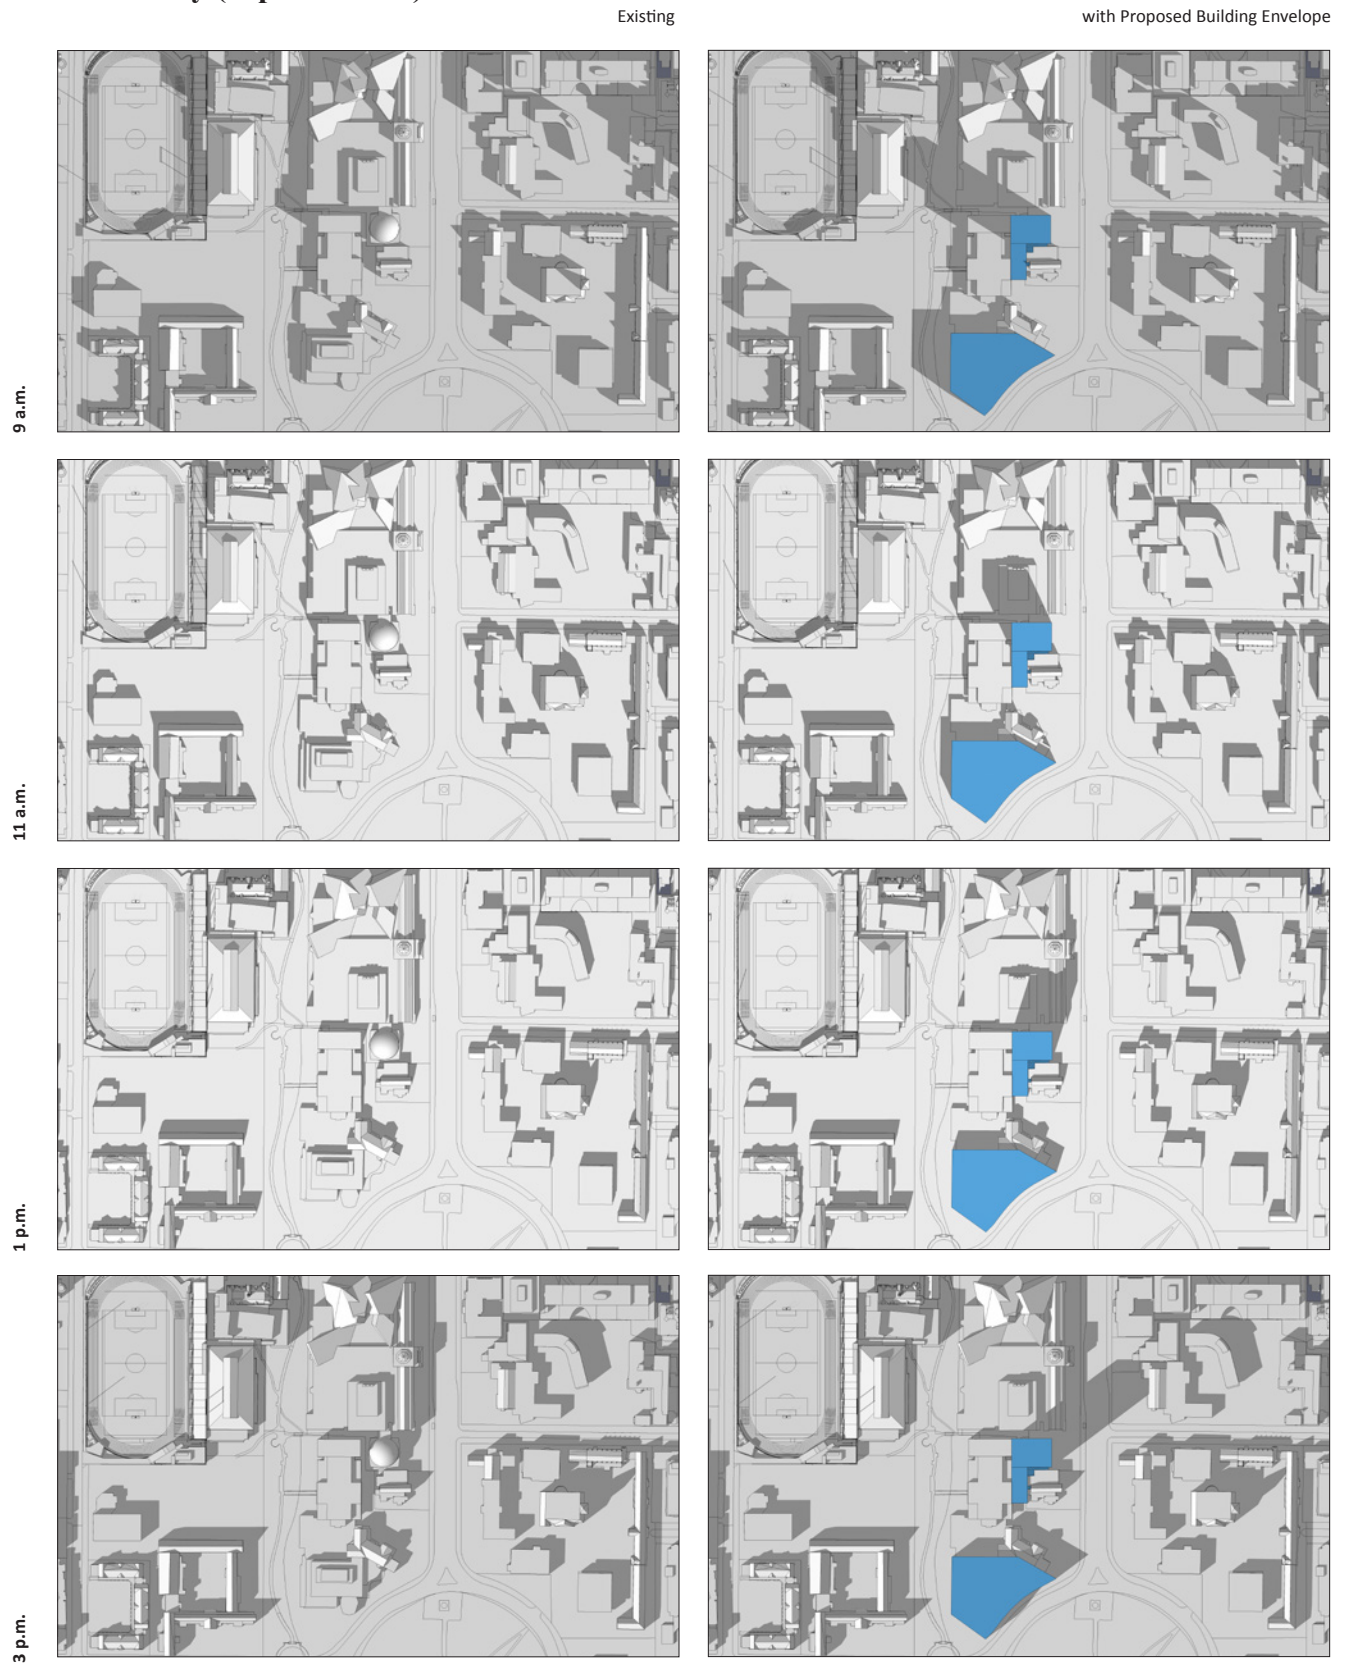 Existing
with Proposed Building Envelope
9 a.m.
11 a.m.
1 p.m.
3 p.m.